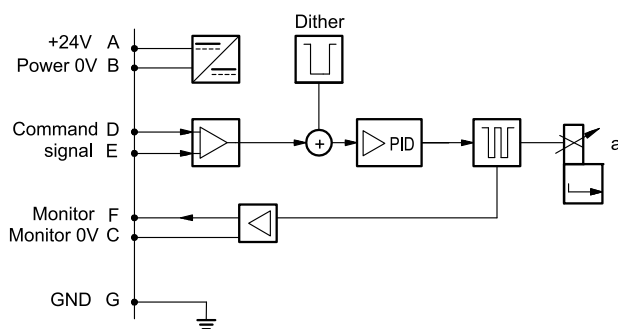 Dither
+24V A
Power 0V B
Command D
signal E
+
PID
a
Monitor F
Monitor 0V C
GND G